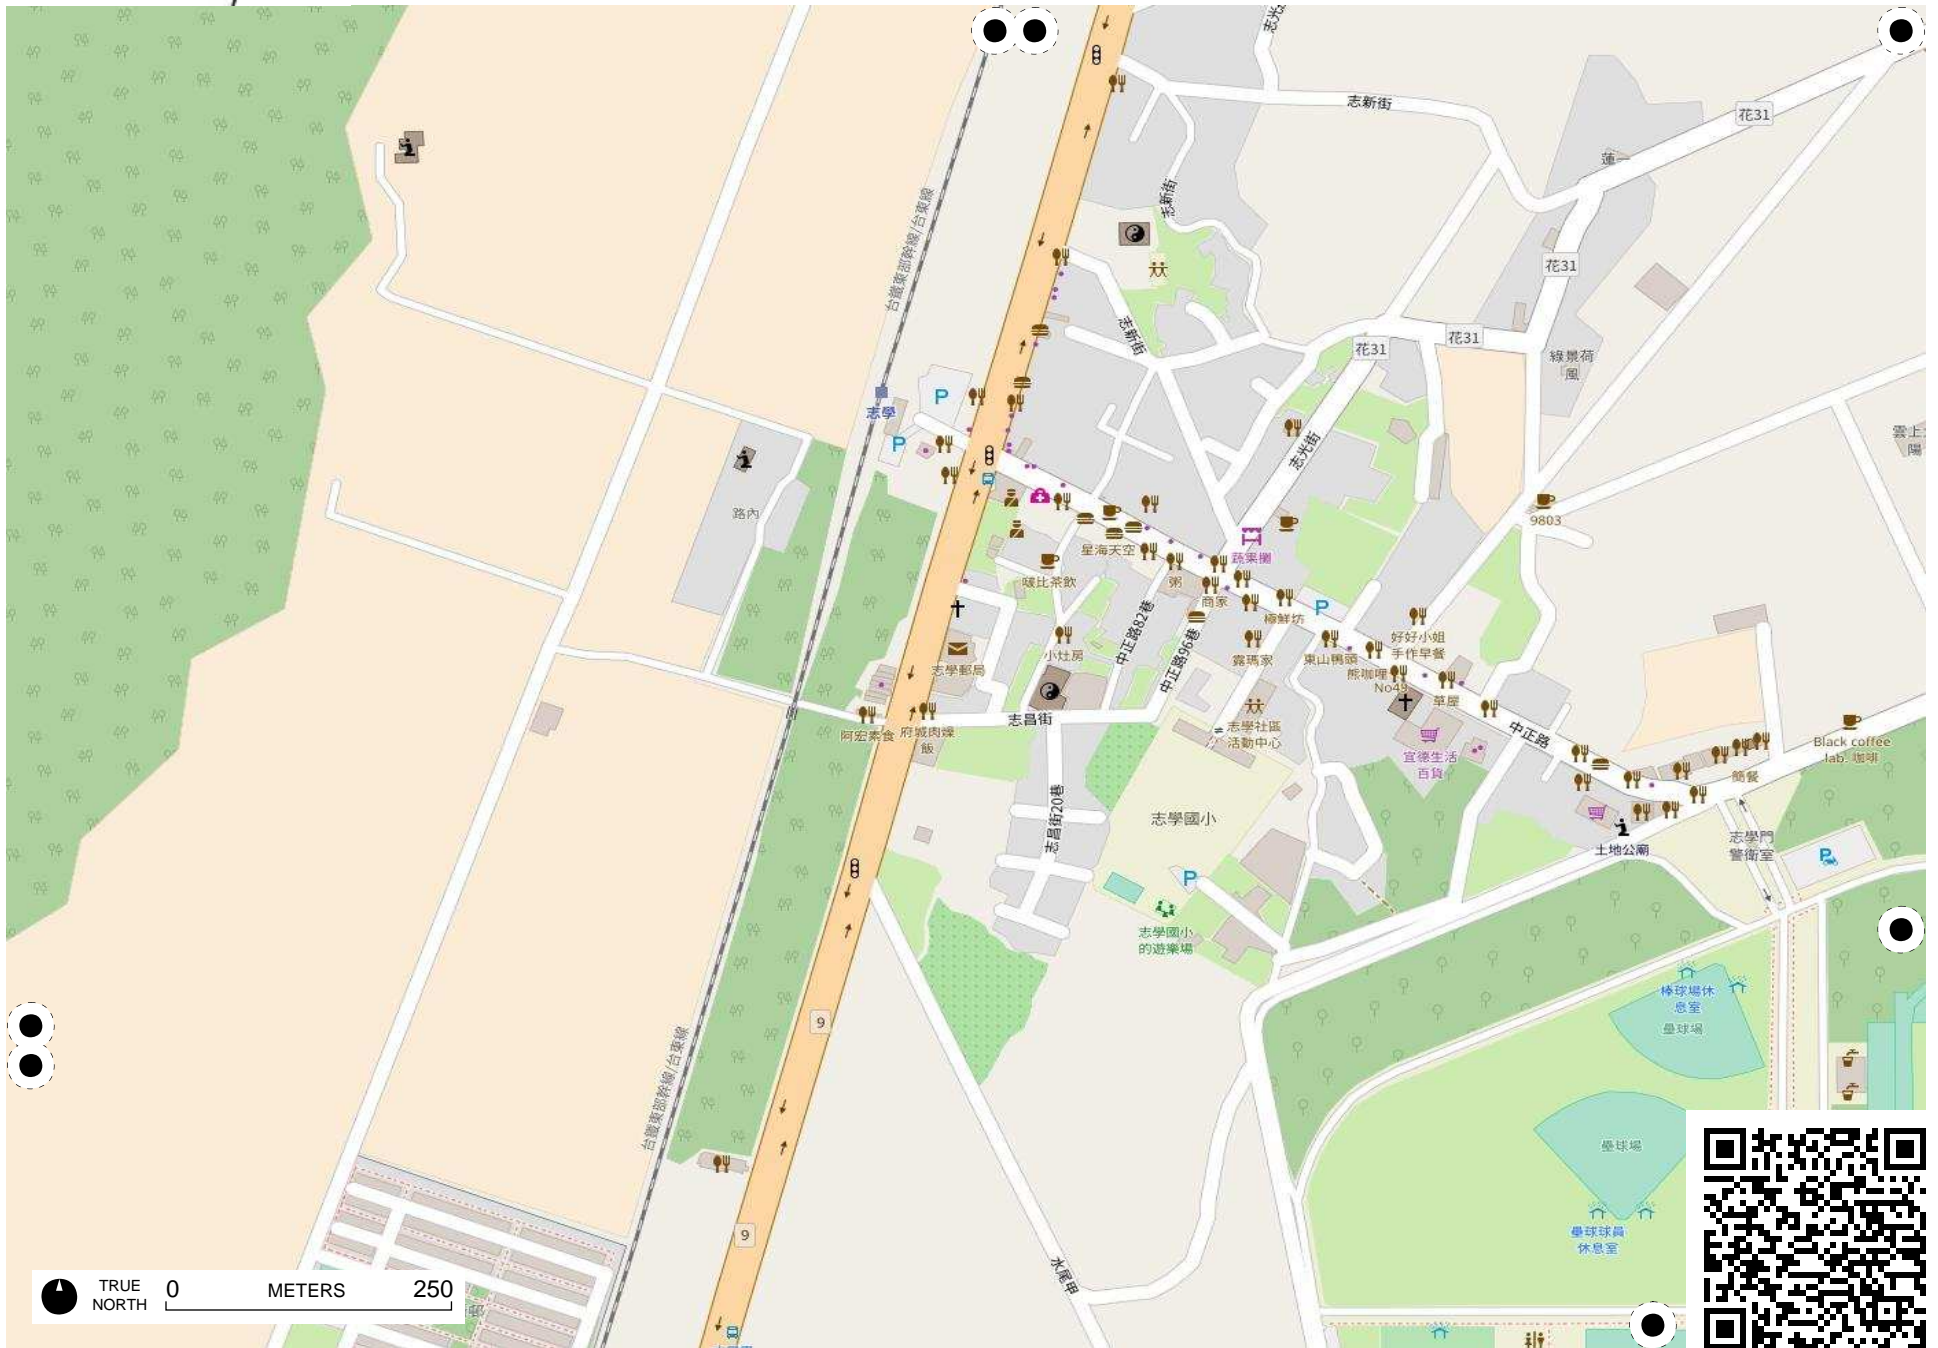 志新街
花31
蓮一
志新街
台鐵東部幹線/台東線
花31
志新街
花31
花31
綠景荷
風
志學
P
P
志光街
雲上
陽
路內
9803
星海天空
蔬果攤
啵比茶飲
粥
商家
極鮮坊
P
中正路82巷
中正路96巷
小灶房
志學郵局
露瑪家
東山鴨頭
好好小姐
手作早餐
熊咖哩
No49
草屋
志昌街
阿宏素食
府城肉燥
飯
志學社區
活動中心
中正路
宜德生活
百貨
Black coffee
lab. 咖啡
簡餐
志昌街20巷
志學國小
土地公廟
志學門
警衛室
P
P
志學國小
的遊樂場
棒球場休
息室
壘球場
9
台鐵東部幹線/台東線
壘球場
壘球球員
休息室
9
水尾甲
TRUE
NORTH
0 METERS 250